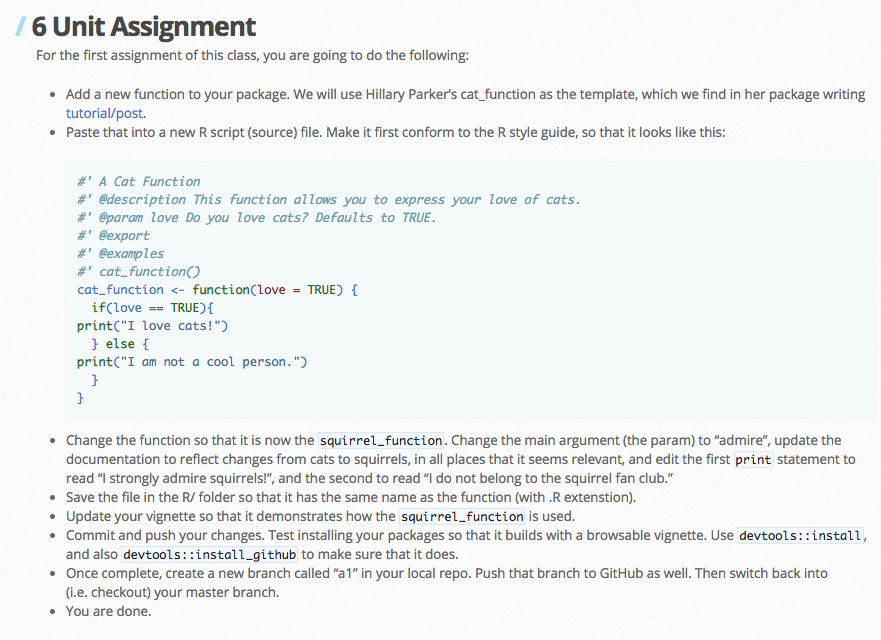 / 6 Unit Assignment
For the first assignment of this class, you are going to do the following:
• Add a new function to your package. We will use Hillary Parker’s cat_function as the template, which we find in her package writing
tutorial/post.
• Paste that into a new R script (source) file. Make it first conform to the R style guide, so that it looks like this:
#' A Cat Function
#' @description This function allows you to express your love of cats.
#' @param love Do you love cats? Defaults to TRUE.
#' @export
#' @examples
#' cat_function()
cat_function <- function(love = TRUE) {
  if(love == TRUE){
print("I love cats!")
  } else {
print("I am not a cool person.")
  }
}
• Change the function so that it is now the squirrel_function. Change the main argument (the param) to “admire”, update the
documentation to reflect changes from cats to squirrels, in all places that it seems relevant, and edit the first print statement to
read “I strongly admire squirrels!”, and the second to read “I do not belong to the squirrel fan club.”
• Save the file in the R/ folder so that it has the same name as the function (with .R extenstion).
• Update your vignette so that it demonstrates how the squirrel_function is used.
• Commit and push your changes. Test installing your packages so that it builds with a browsable vignette. Use devtools::install,
and also devtools::install_github to make sure that it does.
• Once complete, create a new branch called “a1” in your local repo. Push that branch to GitHub as well. Then switch back into
(i.e. checkout) your master branch.
• You are done.